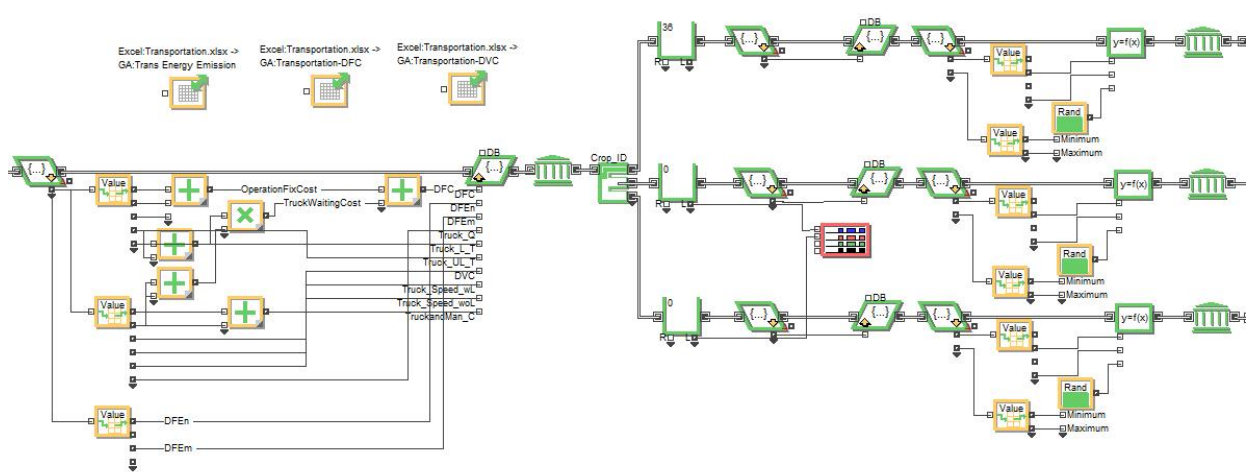 Excel:Transportation.xlsx ->
GA:Trans Energy Emission
Excel:Transportation.xlsx ->
GA:Transportation-DFC
Excel:Transportation.xlsx ->
GA:Transportation-DVC
{...}
Value
OperationFixCost
TruckWaitingCost
DFC
DB
{...}
DFC
DFEn
DFEm
Truck_Q
Truck_L_T
Truck_UL_T
DVC
Truck_Speed_wL
Truck_Speed_woL
TruckandMan_C
Value
Value
DFEn
DFEm
Crop_ID
36
R
L
{...}
DB
{...}
{...}
Value
y=f(x)
Rand
Value
Minimum
Maximum
0
R
L
{...}
DB
{...}
{...}
Value
y=f(x)
Rand
Value
Minimum
Maximum
0
R
L
{...}
DB
{...}
{...}
Value
y=f(x)
Rand
Value
Minimum
Maximum